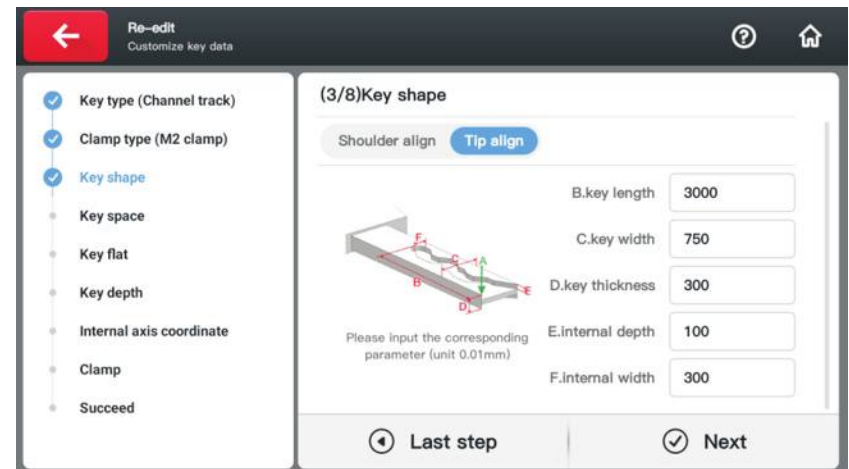 Re-edit
Customize key data
Key type (Channel track)
Clamp type (M2 clamp)
Key shape
Key space
Key flat
Key depth
Internal axis coordinate
Clamp
Succeed
(3/8)Key shape
Shoulder align Tip align
F
C
A
B
E
D
Please input the corresponding
parameter (unit 0.01mm)
B.key length 3000
C.key width 750
D.key thickness 300
E.internal depth 100
F.internal width 300
Last step
Next